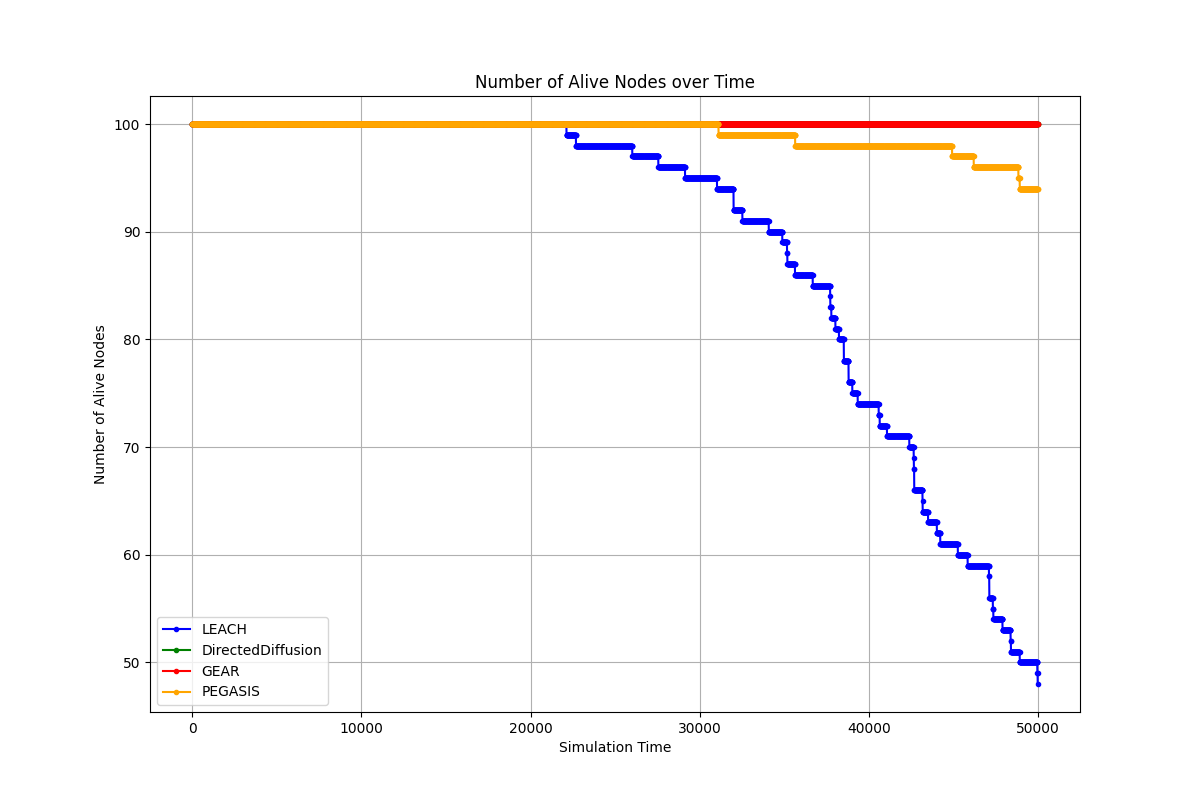 Number of Alive Nodes over Time
Number of Alive Nodes
100
90
80
70
60
50
LEACH
DirectedDiffusion
GEAR
PEGASIS
0 10000 20000 30000 40000 50000
Simulation Time